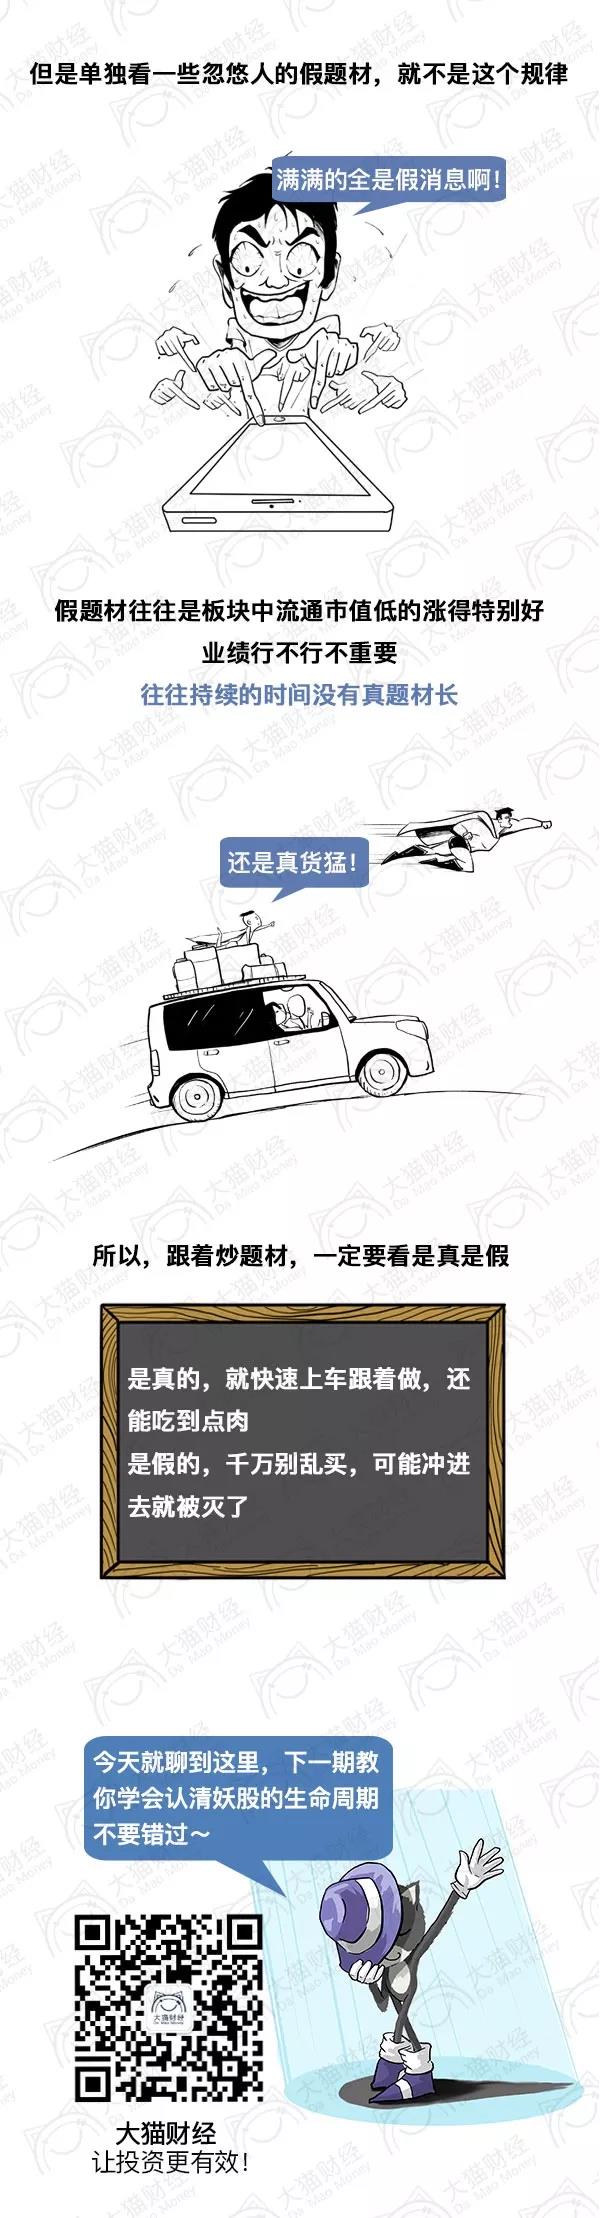 但是单独看一些忽悠人的假题材，就不是这个规律
满满的全是假消息啊！
假题材往往是板块中流通市值低的涨得特别好
业绩行不行不重要
往往持续的时间没有真题材长
还是真货猛！
所以，跟着炒题材，一定要看是真是假
是真的，就快速上车跟着做，还
能吃到点肉
是假的，千万别乱买，可能冲进
去就被灭了
今天就聊到这里，下一期教
你学会认清妖股的生命周期
不要错过～
大猫财经
Da Mao Money
大猫财经
让投资更有效！